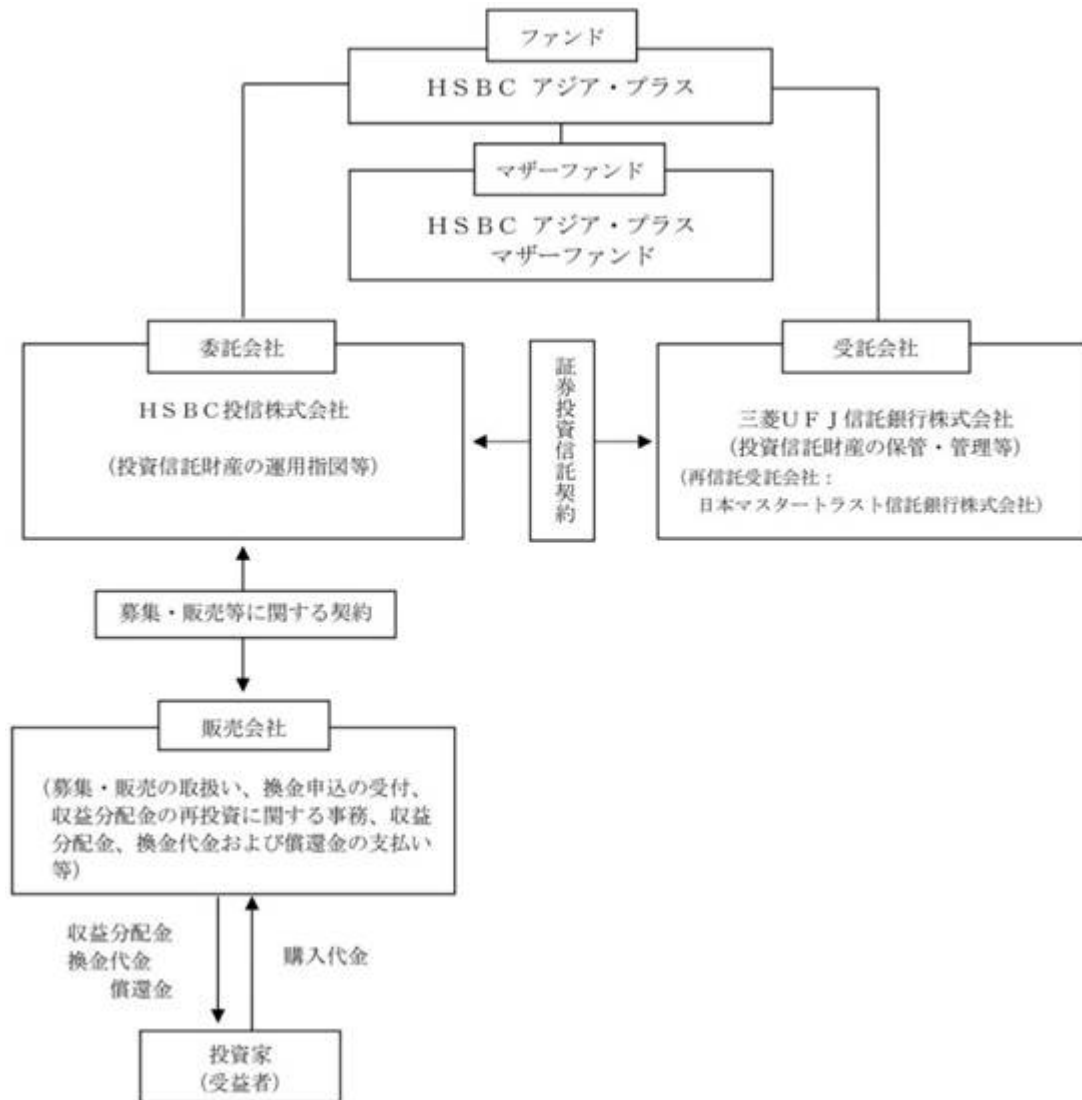 ファンド
ＨＳＢＣ アジア・プラス
マザーファンド
ＨＳＢＣ アジア・プラス
マザーファンド
委託会社
ＨＳＢＣ投信株式会社
（投資信託財産の運用指図等）
証券投資信託契約
受託会社
三菱ＵＦＪ信託銀行株式会社
（投資信託財産の保管・管理等）
（再信託受託会社：
日本マスタートラスト信託銀行株式会社）
募集・販売等に関する契約
販売会社
（募集・販売の取扱い、換金申込の受付、
収益分配金の再投資に関する事務、収益
分配金、換金代金および償還金の支払い
等）
収益分配金
換金代金
償還金
購入代金
投資家
（受益者）